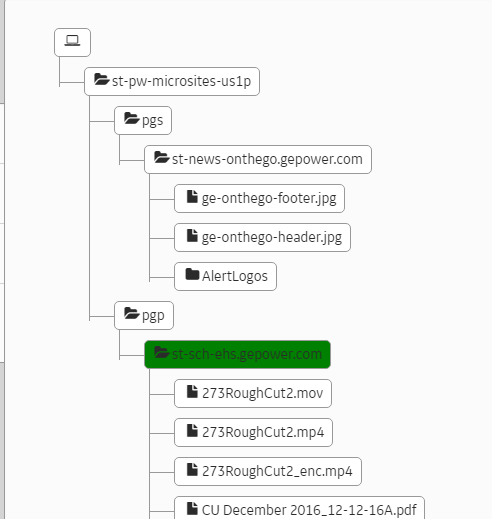 st-pw-microsites-us1p
pgs
st-news-onthego.gepower.com
ge-onthego-footer.jpg
ge-onthego-header.jpg
AlertLogos
pgp
st-sch-ehs.gepower.com
273RoughCut2.mov
273RoughCut2.mp4
273RoughCut2_enc.mp4
CU December 2016_12-12-16A.pdf